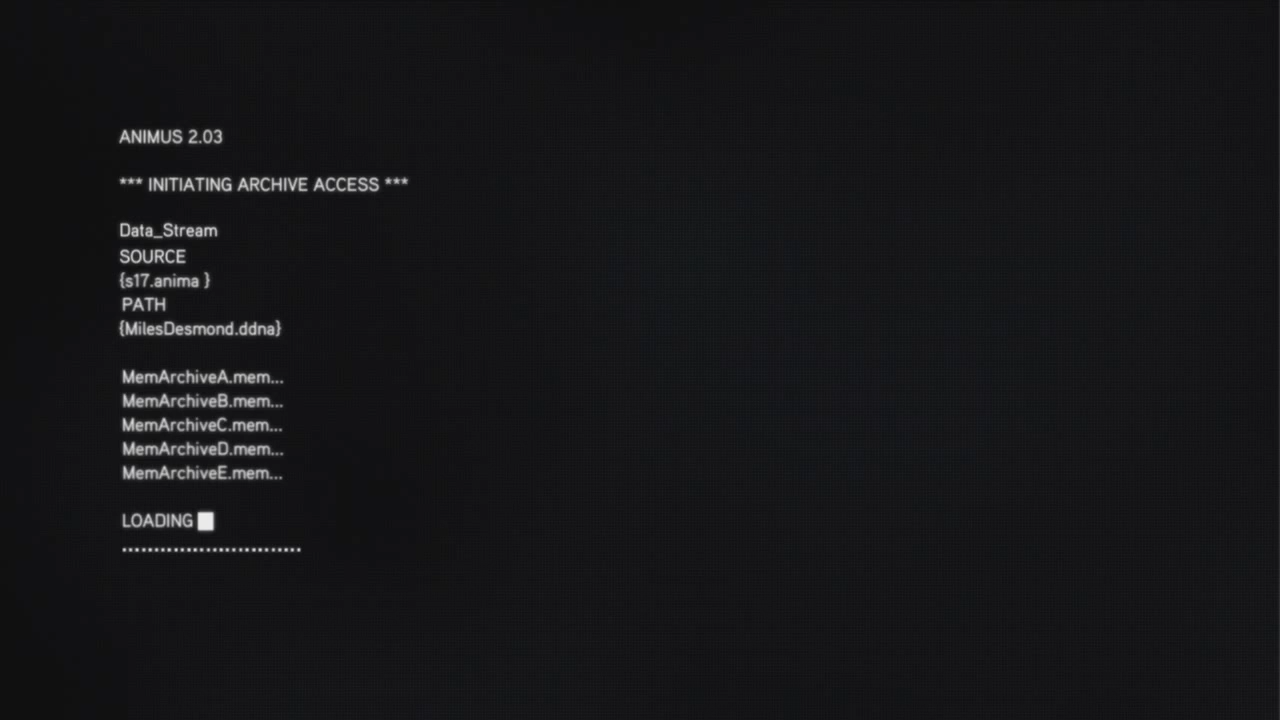 ANIMUS 2.03
*** INITIATING ARCHIVE ACCESS ***
Data_Stream
SOURCE
{s17.anima }
PATH
{MilesDesmond.ddna}
MemArchiveA.mem...
MemArchiveB.mem...
MemArchiveC.mem...
MemArchiveD.mem...
MemArchiveE.mem...
LOADING